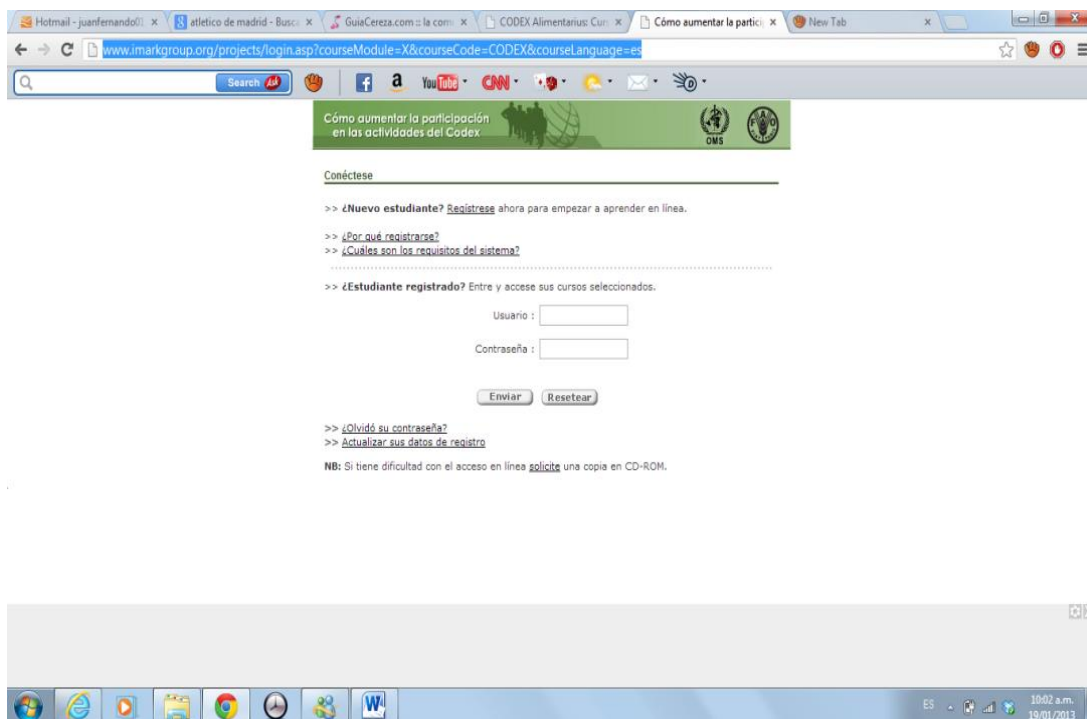 Hotmail - juanfernando01
atletico de madrid - Busca
GuiaCereza.com :: la com
CODEX Alimentarius: Cur
Cómo aumentar la partici
New Tab
www.imarkgroup.org/projects/login.asp?courseModule=X&courseCode=CODEX&courseLanguage=es
Search Ask
f a YouTube CNN
Cómo aumentar la participación
en las actividades del Codex
OMS
FAO
Conéctese
>> ¿Nuevo estudiante? Regístrese ahora para empezar a aprender en línea.
>> ¿Por qué registrarse?
>> ¿Cuáles son los requisitos del sistema?
>> ¿Estudiante registrado? Entre y accese sus cursos seleccionados.
Usuario :
Contraseña :
Enviar Resetear
>> ¿Olvidó su contraseña?
>> Actualizar sus datos de registro
NB: Si tiene dificultad con el acceso en línea solicite una copia en CD-ROM.
W
ES
10:02 a.m.
19/01/2013